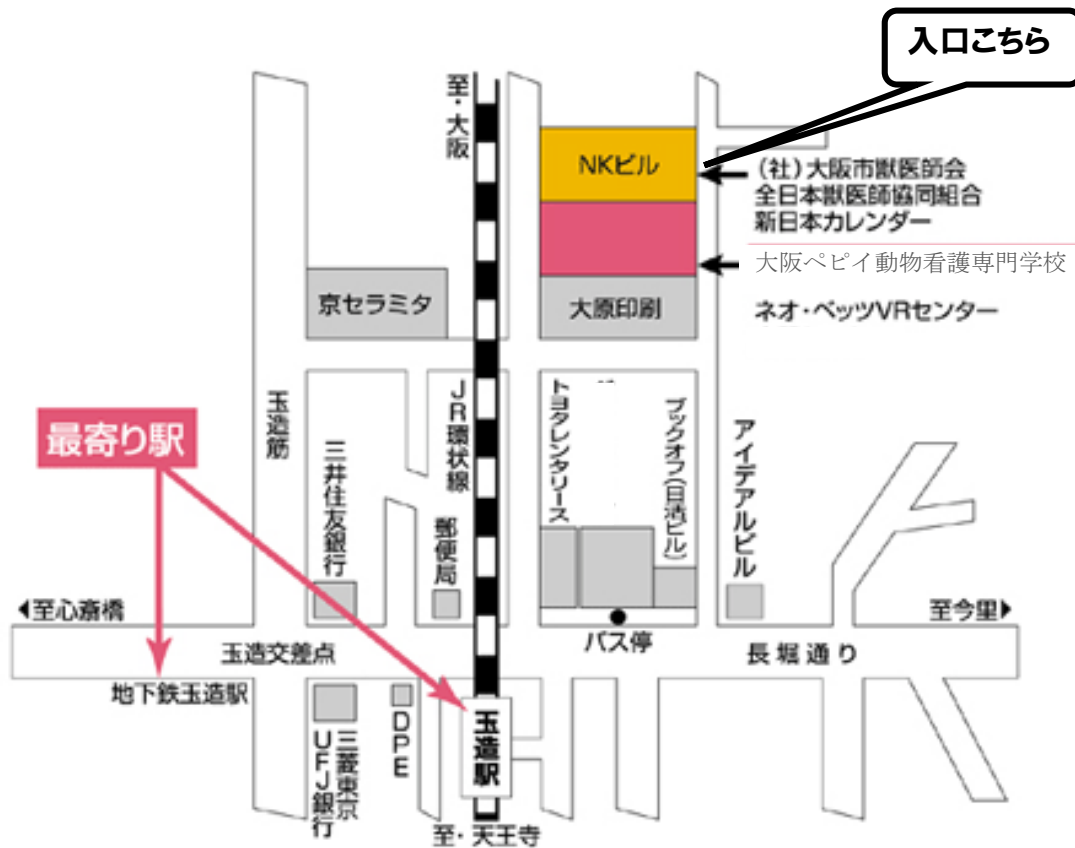 入口こちら
至・大阪
NKビル
(社)大阪市獣医師会
全日本獣医師協同組合
新日本カレンダー
大阪ペピイ動物看護専門学校
京セラミタ
大原印刷
ネオ・ベッツVRセンター
最寄り駅
玉造筋
JR環状線
トヨタレンタリース
ブックオフ(日清ビル)
アイデアルビル
三井住友銀行
郵便局
◀至心斎橋
至今里▶
玉造交差点
バス停
長堀通り
地下鉄玉造駅
三菱東京
UFJ銀行
DPE
玉造駅
至・天王寺